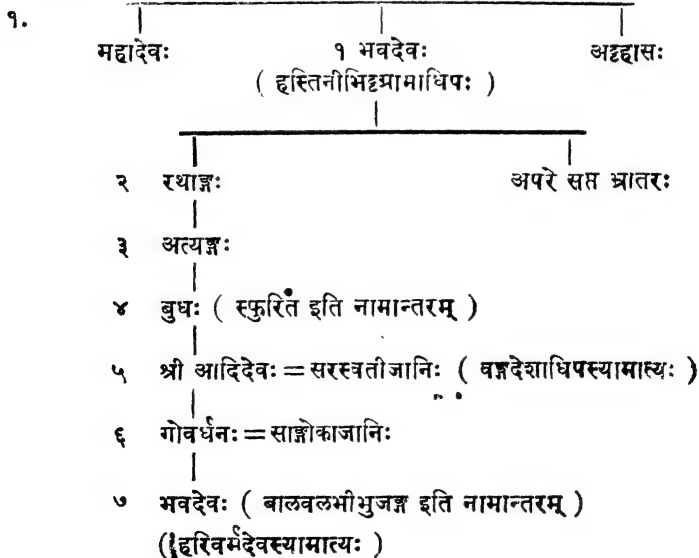 १.
महादेवः १ भवदेवः अट्टहासः
( हस्तिनीभिट्टग्रामाधिपः )
२ रथाङ्गः अपरे सप्त भ्रातरः
३ अत्यङ्गः
४ बुधः ( स्फुरितं इति नामान्तरम् )
५ श्री आदिदेवः = सरस्वतीजानिः ( वङ्गदेशाधिपस्यामात्यः )
६ गोवर्धनः = साङ्गोकाजानिः
७ भवदेवः ( बालवलभीभुजङ्ग इति नामान्तरम् )
(हरिवर्मदेवस्यामात्यः )